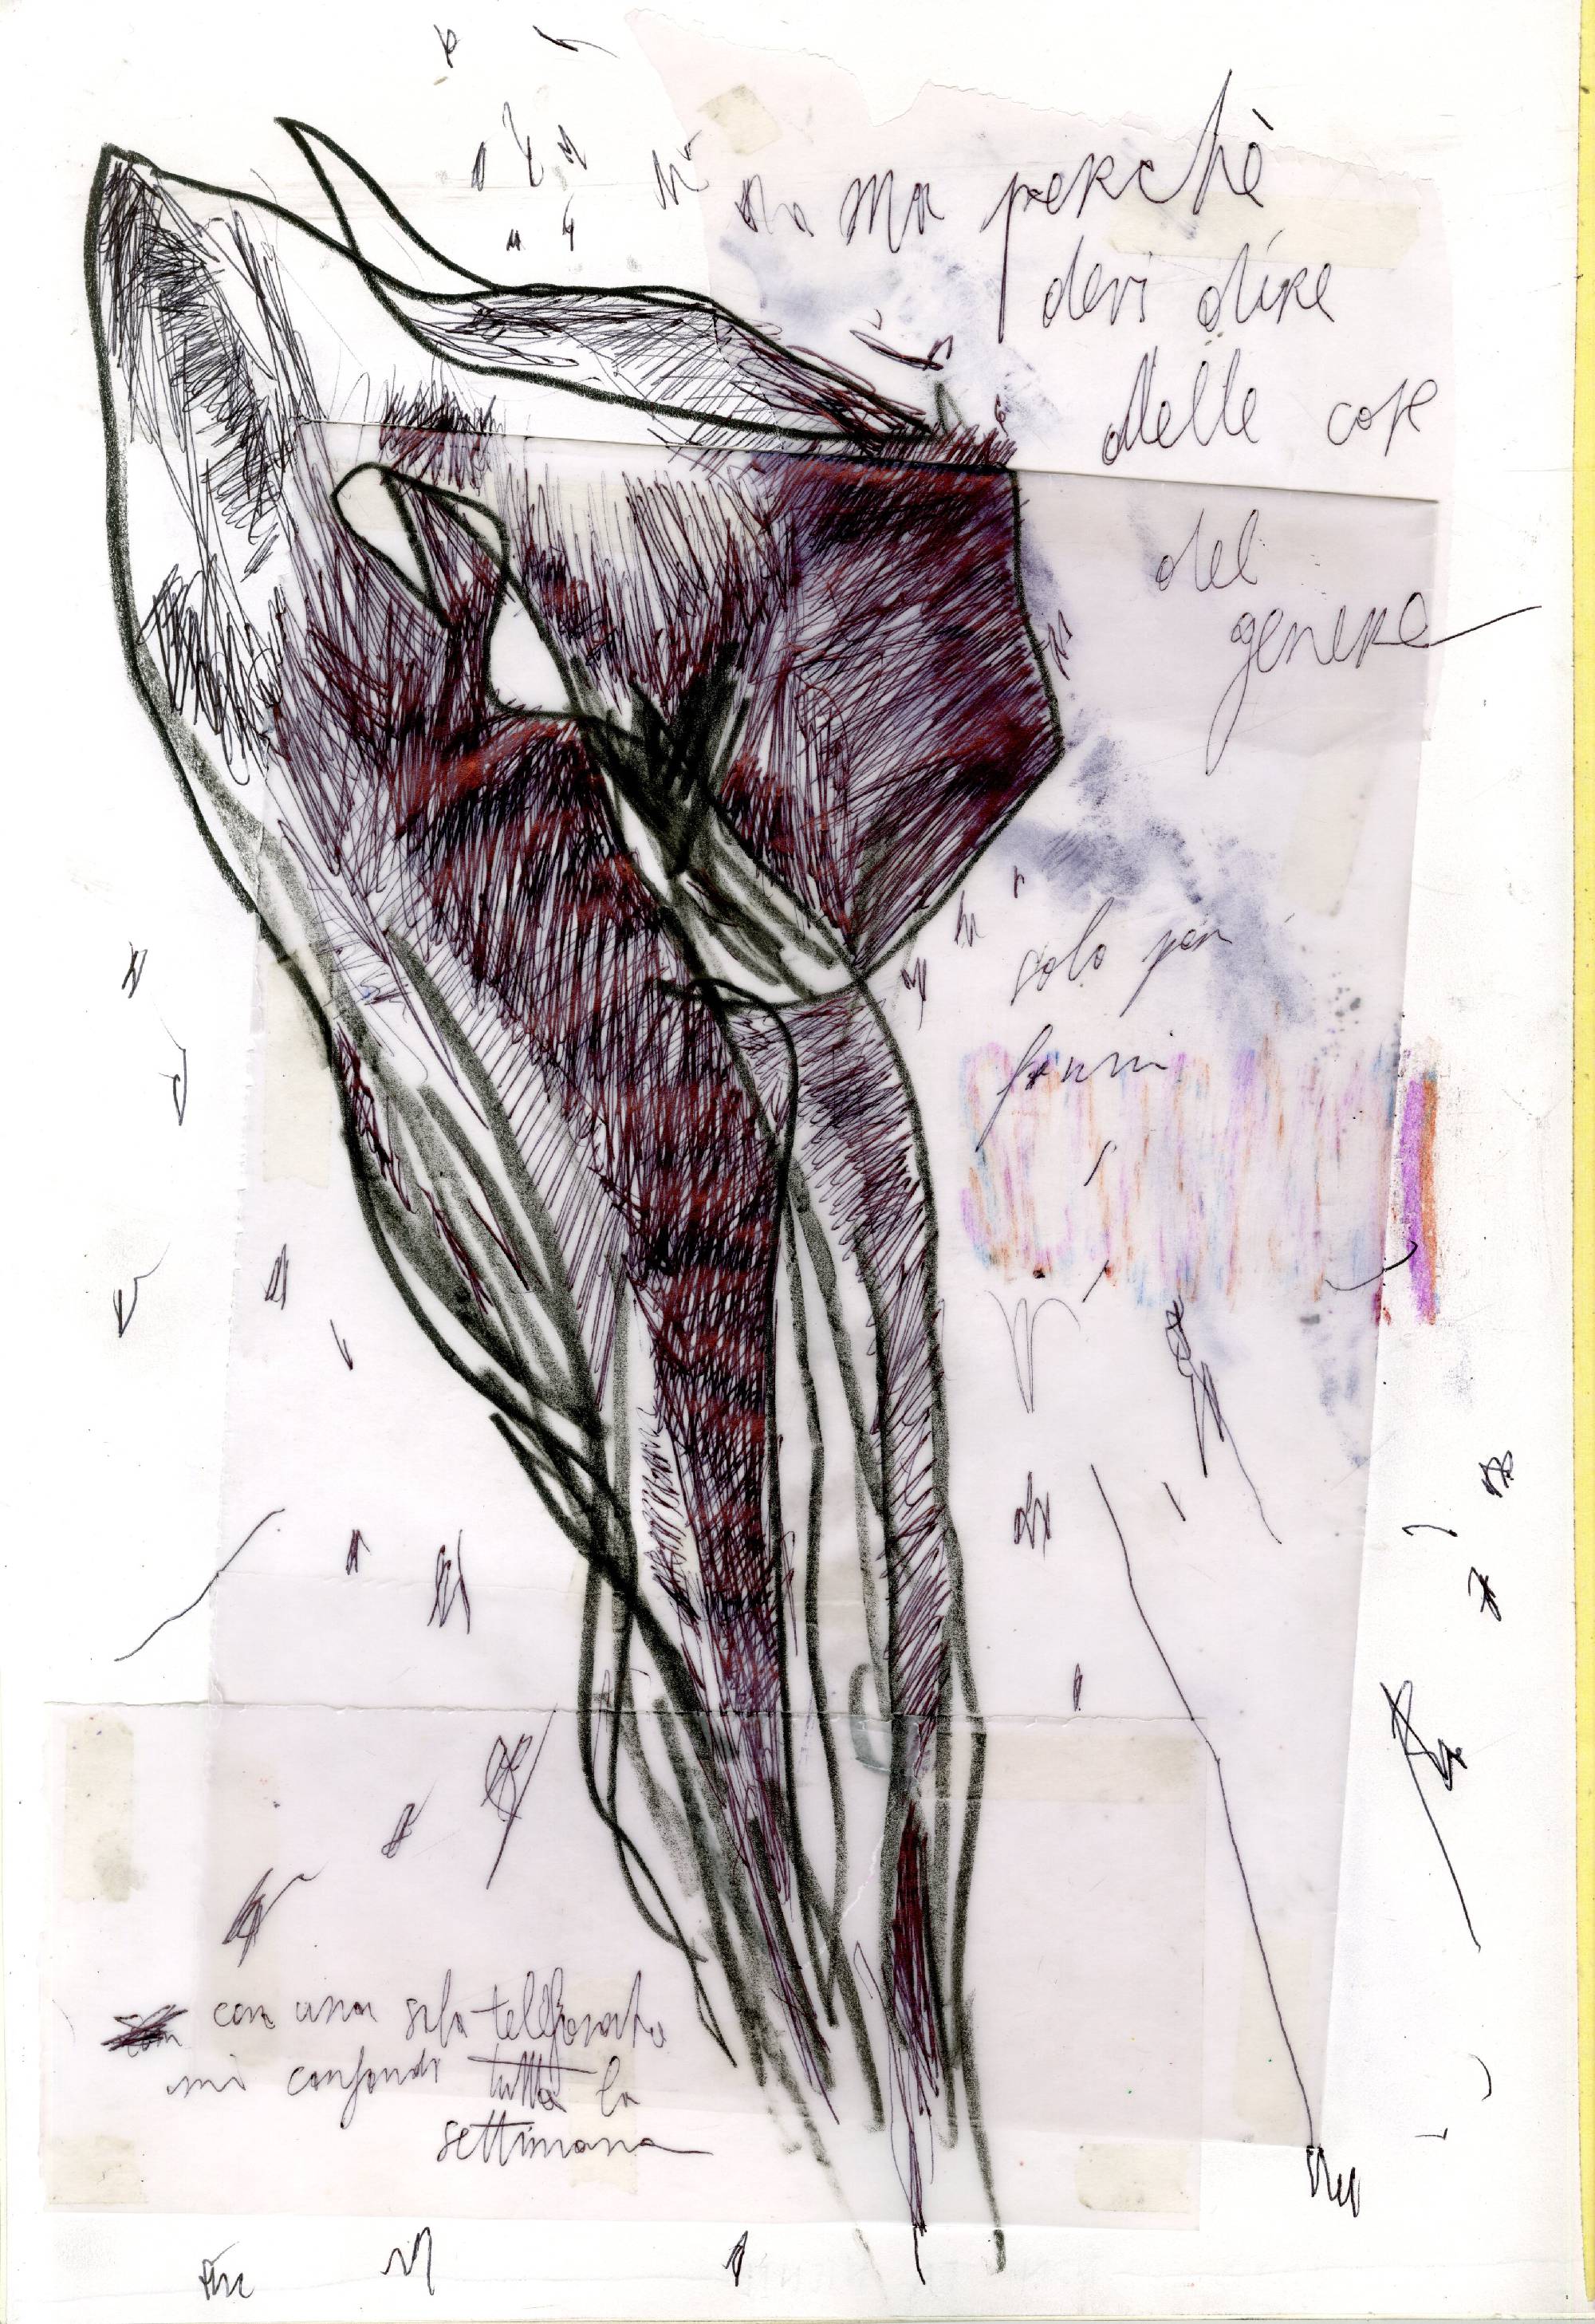 ma perchè
devi dire
delle cose
del
genere
solo per
farmi
con una sola telefonata
mi confondi tutta la
settimana